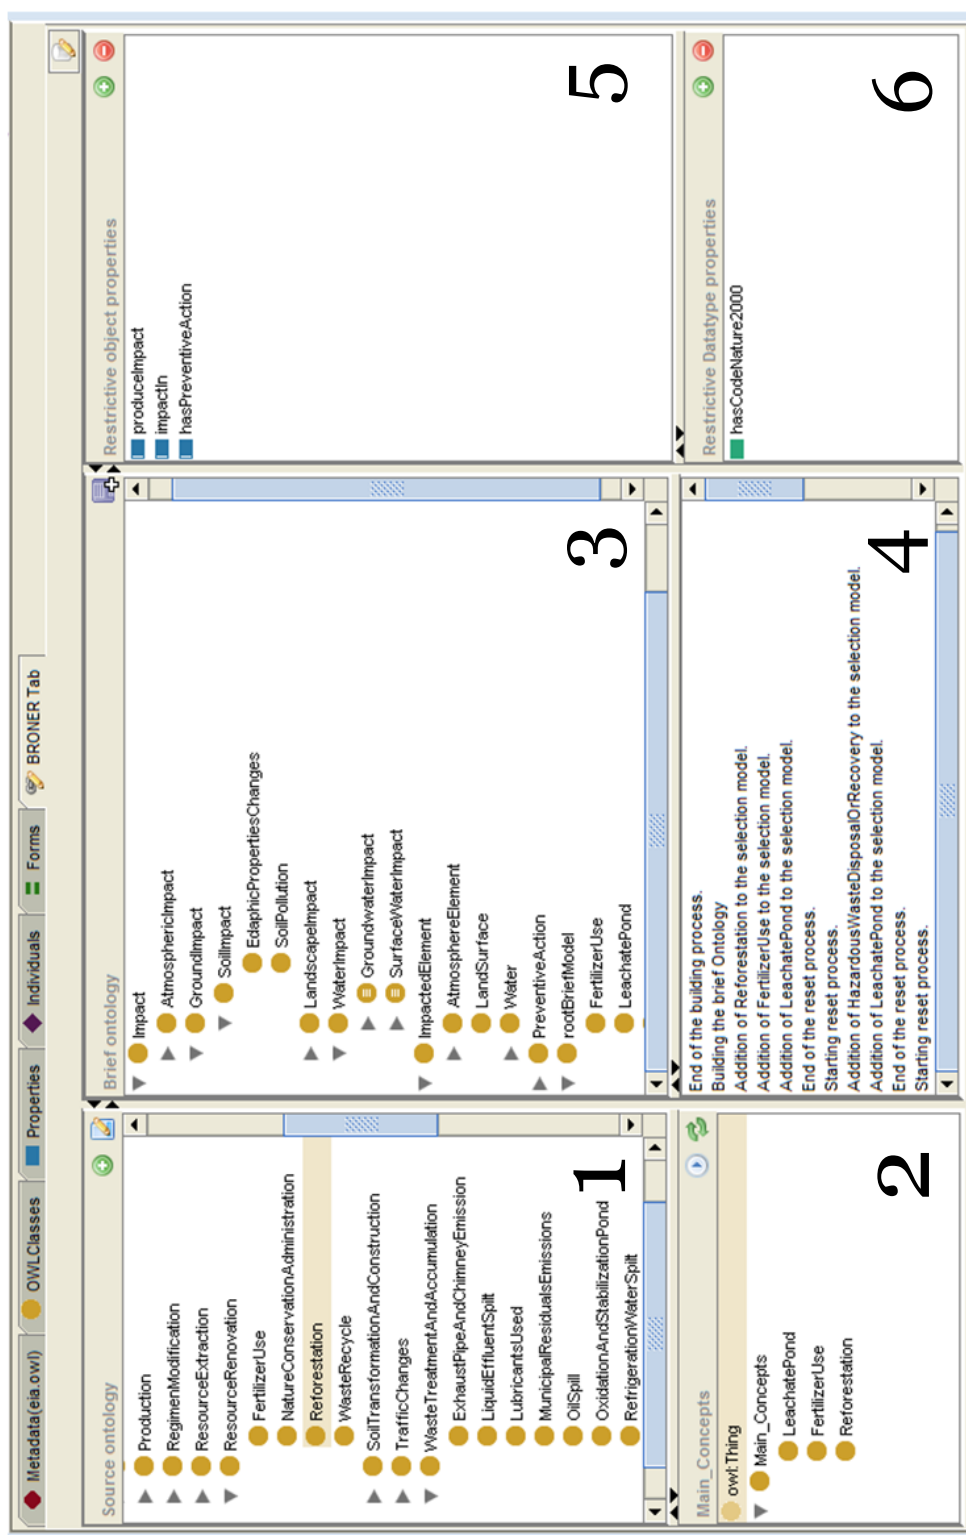 Metadata(eia.owl)
OWLClasses
Properties
Individuals
Forms
BRONER Tab
Source ontology
Production
RegimenModification
ResourceExtraction
ResourceRenovation
FertilizerUse
NatureConservationAdministration
Reforestation
WasteRecycle
SoilTransformationAndConstruction
TrafficChanges
WasteTreatmentAndAccumulation
ExhaustPipeAndChimneyEmission
LiquidEffluentSpilt
LubricantsUsed
MunicipalResidualsEmissions
OilSpill
OxidationAndStabilizationPond
RefrigerationWaterSpilt
1
Main_Concepts
owl:Thing
Main_Concepts
LeachatePond
FertilizerUse
Reforestation
2
Brief ontology
Impact
AtmosphericImpact
GroundImpact
SoilImpact
EdaphicPropertiesChanges
SoilPollution
LandscapeImpact
WaterImpact
GroundwaterImpact
SurfaceWaterImpact
ImpactedElement
AtmosphereElement
LandSurface
Water
PreventiveAction
rootBriefModel
FertilizerUse
LeachatePond
3
End of the building process.
Building the brief Ontology
Addition of Reforestation to the selection model.
Addition of FertilizerUse to the selection model.
Addition of LeachatePond to the selection model.
End of the reset process.
Starting reset process.
Addition of HazardousWasteDisposalOrRecovery to the selection model.
Addition of LeachatePond to the selection model.
End of the reset process.
Starting reset process.
4
Restrictive object properties
produceImpact
impactIn
hasPreventiveAction
5
Restrictive Datatype properties
hasCodeNature2000
6